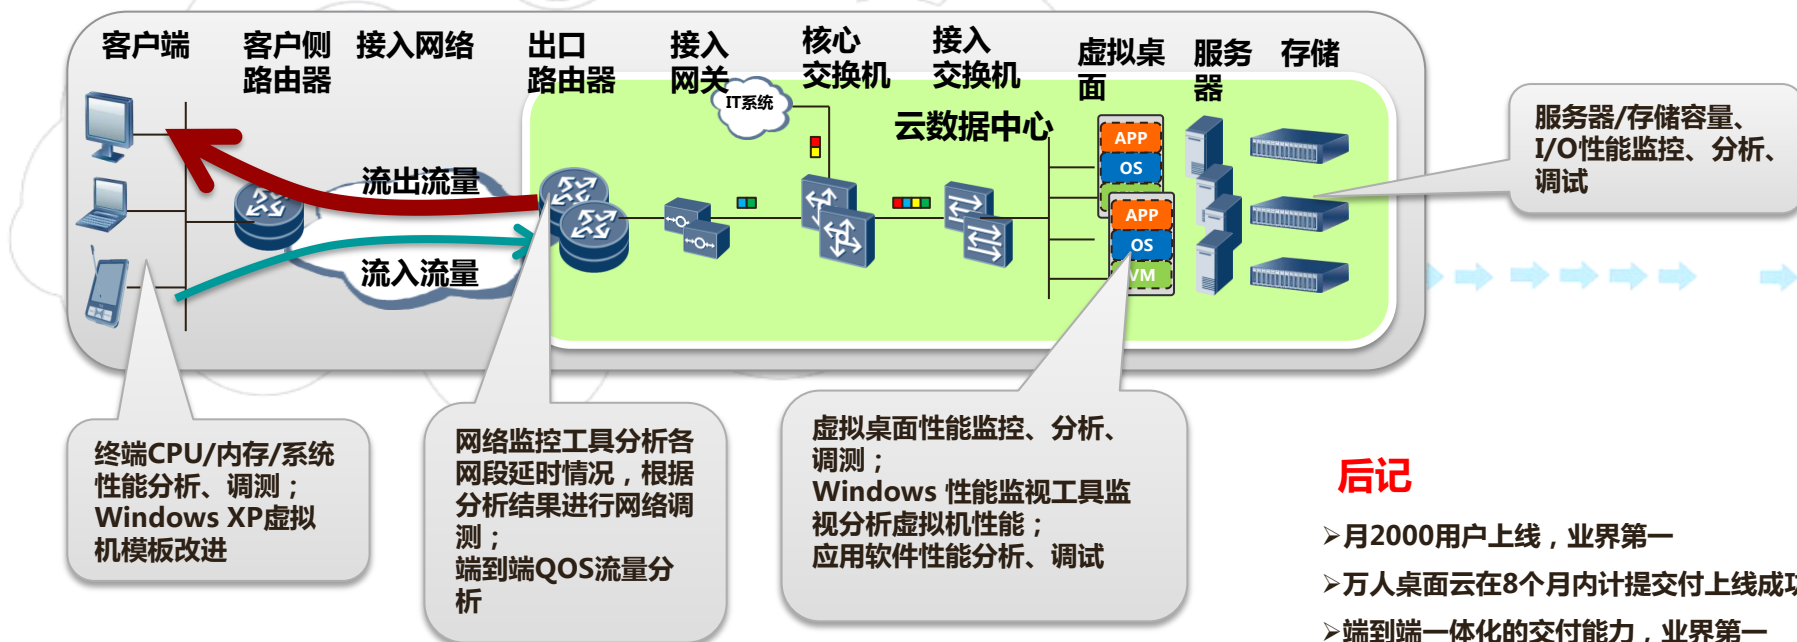 客户端
客户侧
路由器
接入网络
出口
路由器
接入
网关
核心
交换机
接入
交换机
虚拟桌
面
服务
器
存储
IT系统
云数据中心
APP
OS
APP
OS
VM
流出流量
流入流量
服务器/存储容量、
I/O性能监控、分析、
调试
终端CPU/内存/系统
性能分析、调测；
Windows XP虚拟
机模板改进
网络监控工具分析各
网段延时情况，根据
分析结果进行网络调
测；
端到端QOS流量分
析
虚拟桌面性能监控、分析、
调测；
Windows 性能监视工具监
视分析虚拟机性能；
应用软件性能分析、调试
后记
➢月2000用户上线，业界第一
➢万人桌面云在8个月内计提交付上线成功
➢端到端一体化的交付能力，业界第一